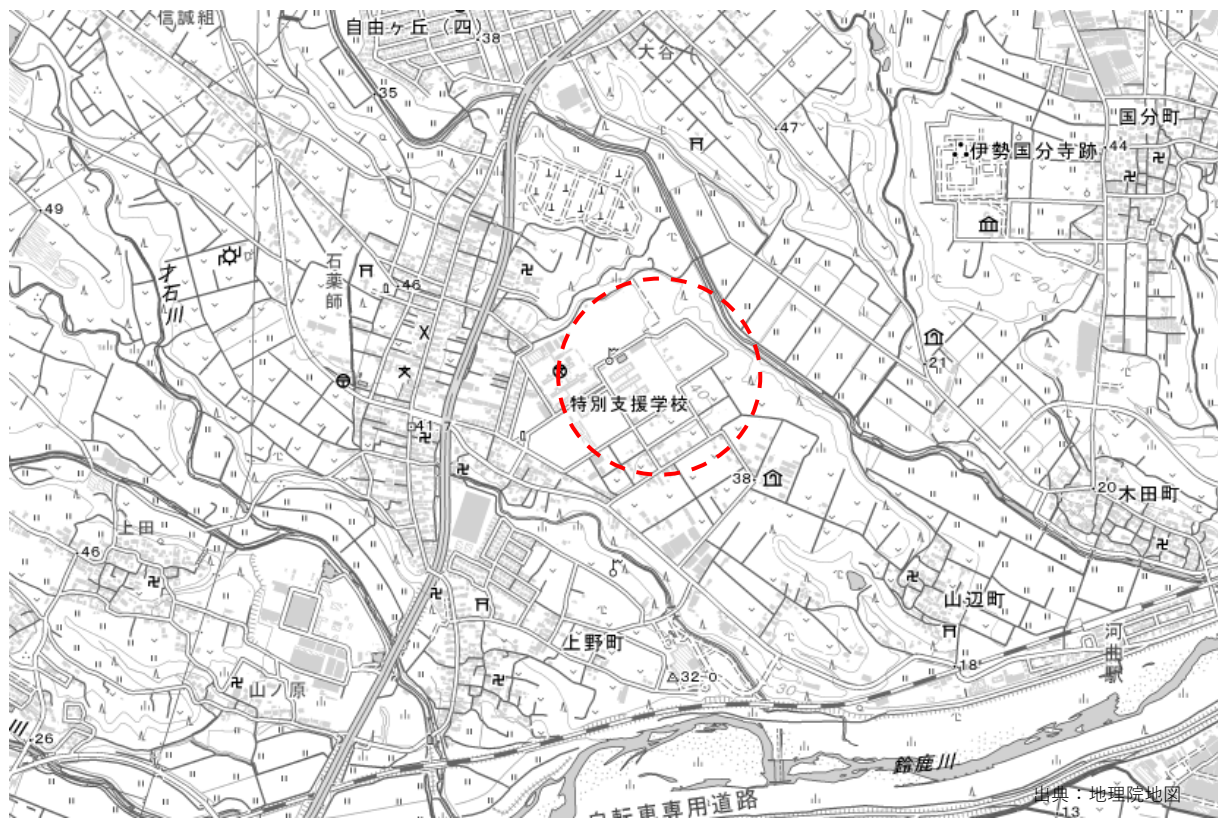 信誠組
自由ヶ丘(四)
38
大谷
35
47
国分町
伊勢国分寺跡
44
49
才石川
石薬師
46
21
40
特別支援学校
41.7
38
20
木田町
上田
46
山辺町
河曲駅
上野町
18
32.0
30
山ノ原
川
26
鈴鹿川
自転車専用道路
出典:地理院地図
13